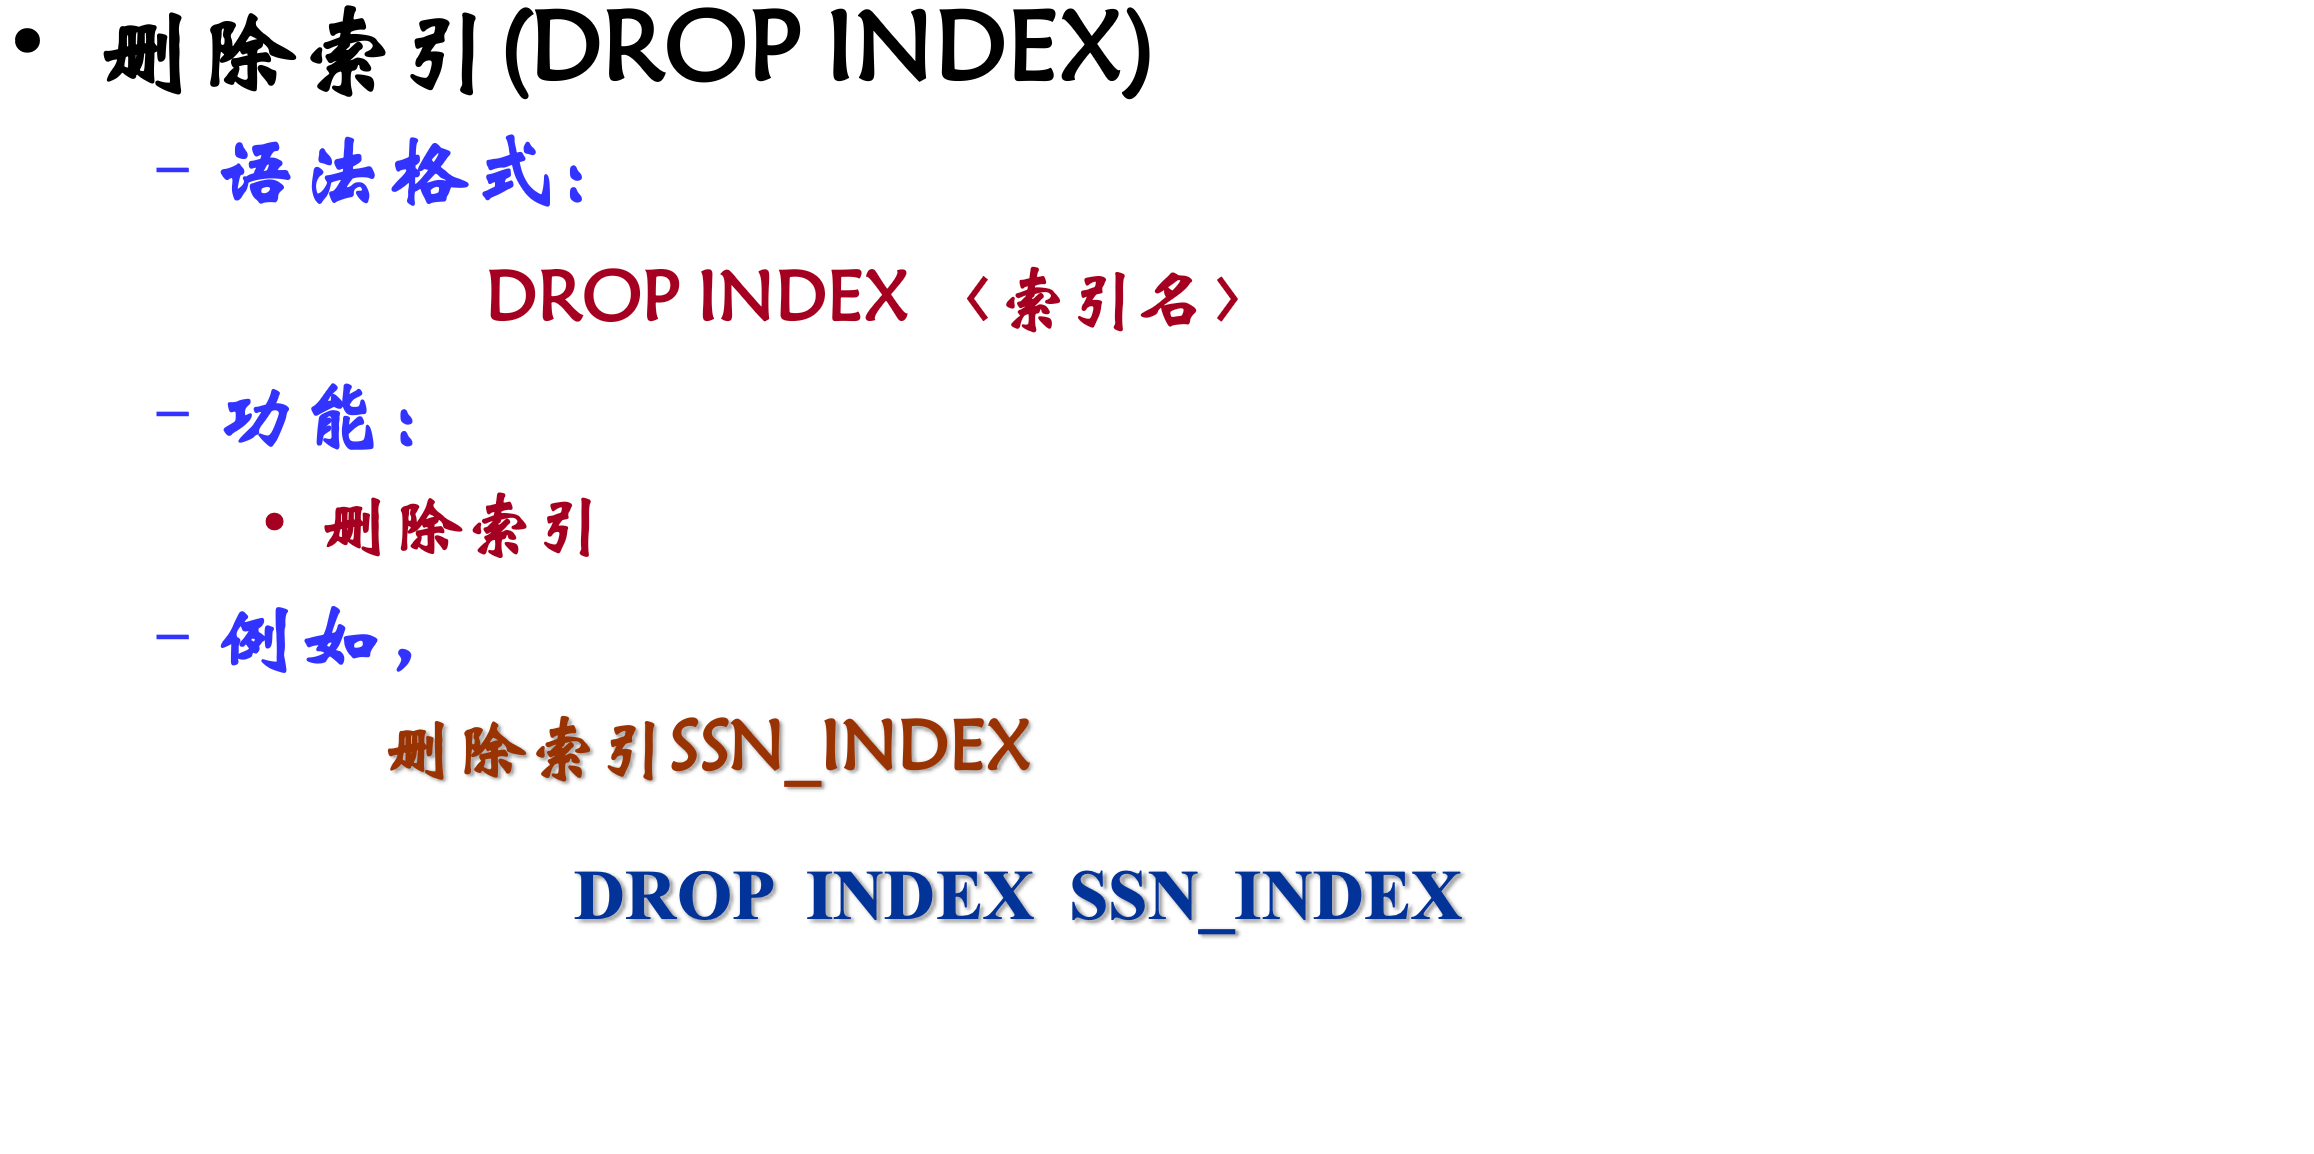 • 删除索引(DROP INDEX)
– 语法格式：
DROP INDEX 〈索引名〉
– 功能：
• 删除索引
– 例如，
删除索引SSN_INDEX
DROP INDEX SSN_INDEX